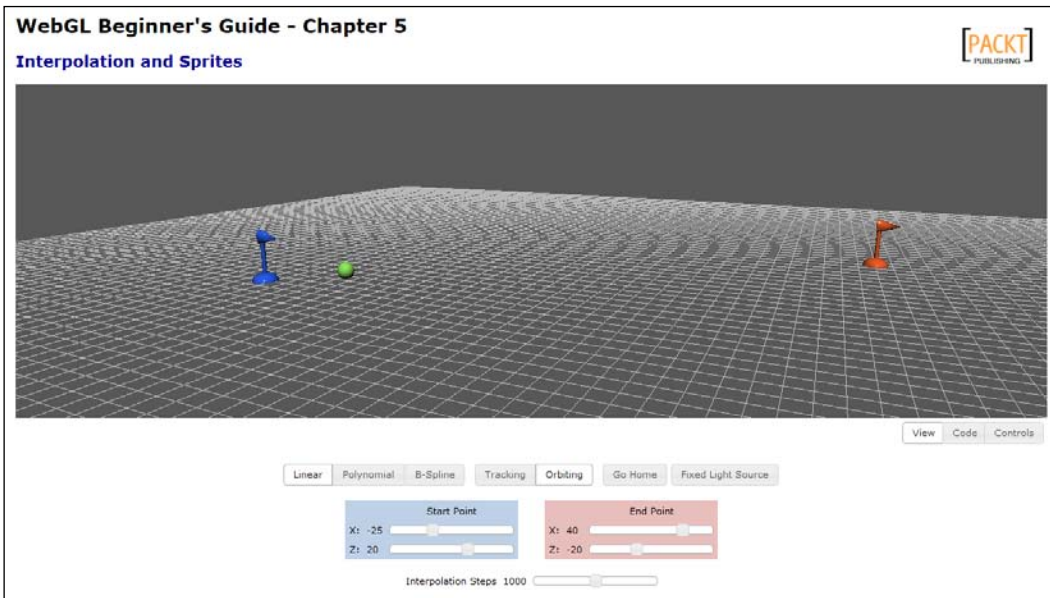 WebGL Beginner's Guide - Chapter 5
PACKT
PUBLISHING
Interpolation and Sprites
View Code Controls
Linear Polynomial B-Spline Tracking Orbiting Go Home Fixed Light Source
Start Point
X: -25
Z: 20
End Point
X: 40
Z: -20
Interpolation Steps 1000